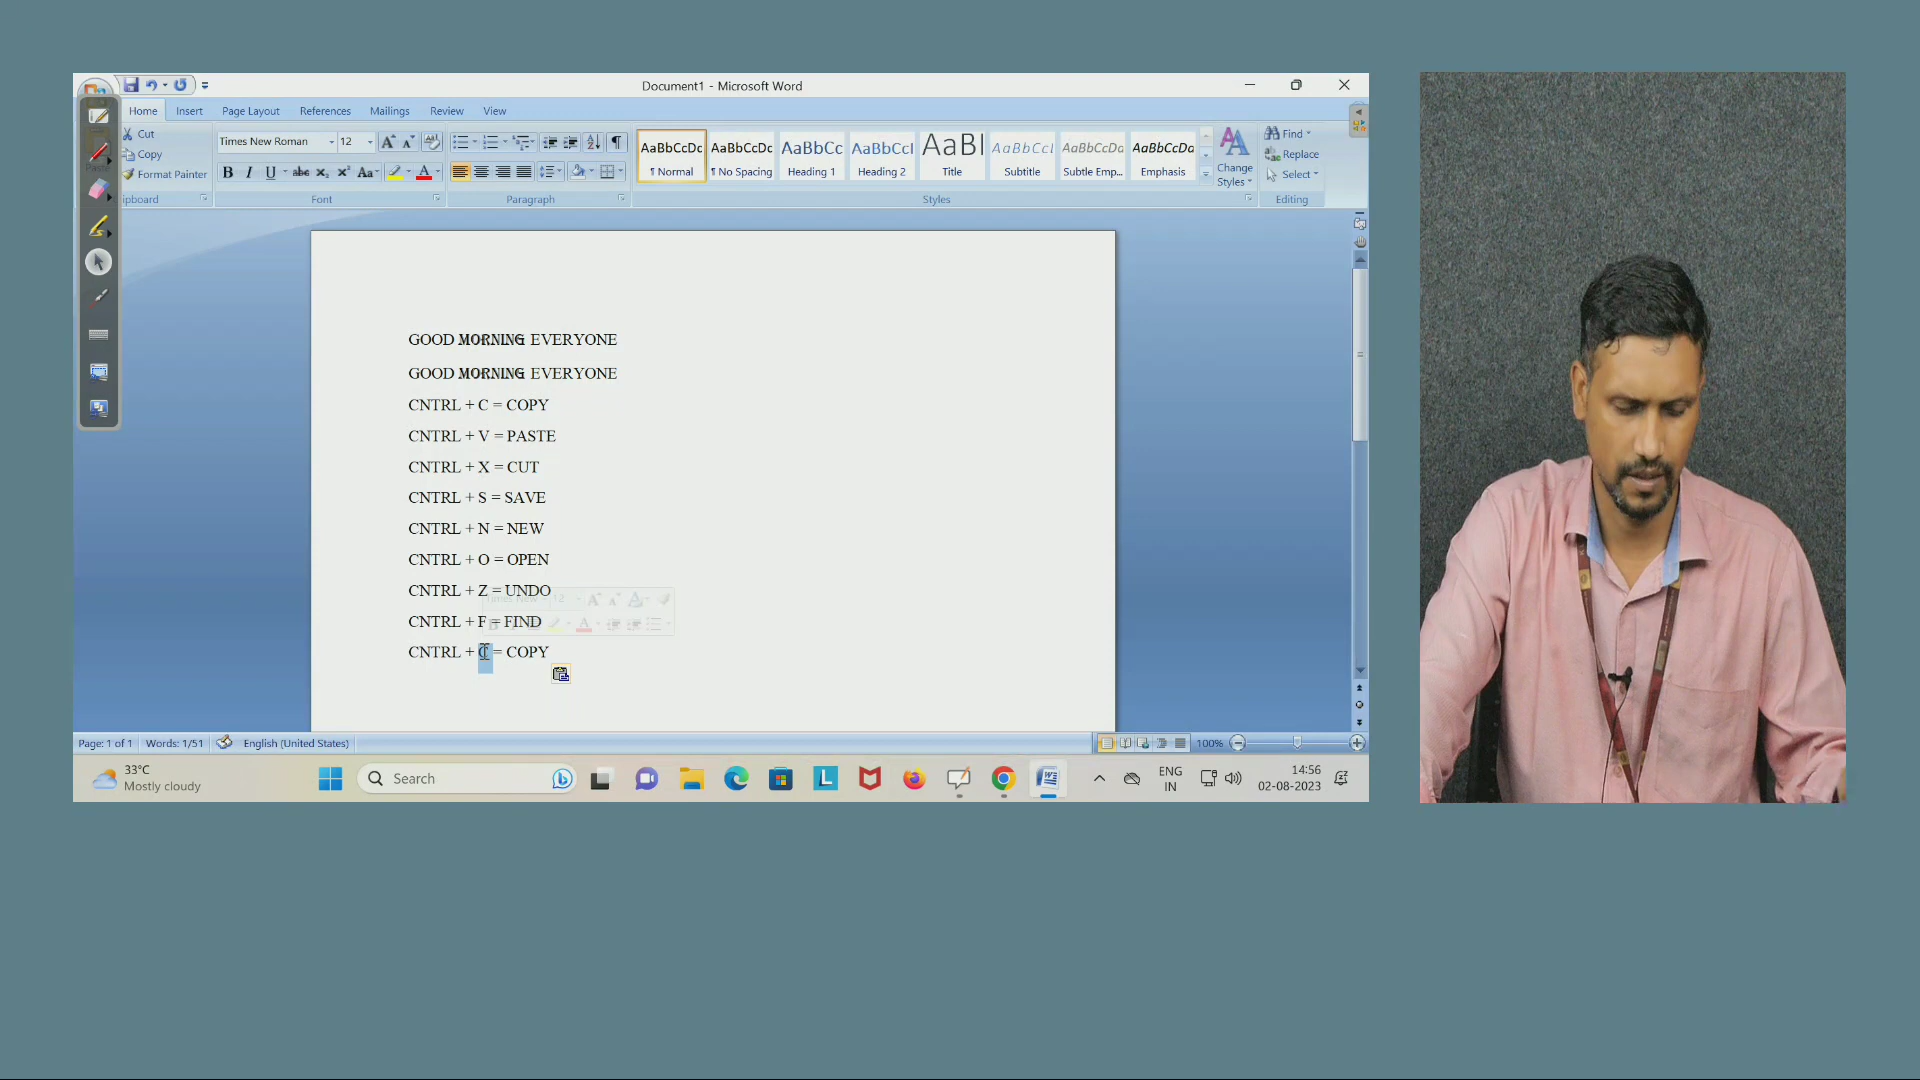 Document1 - Microsoft Word
Home Insert Page Layout References Mailings Review View
Cut
Copy
Format Painter
Times New Roman 12
AaBbCcDc AaBbCcDc AaBbCc AaBbCcI AaBl AaBbCcL AaBbCcDa AaBbCcDa
¶ Normal ¶ No Spacing Heading 1 Heading 2 Title Subtitle Subtle Emp... Emphasis
Change Styles
Find
Replace
Select
ipboard Font Paragraph Styles Editing
GOOD MORNING EVERYONE
GOOD MORNING EVERYONE
CNTRL + C = COPY
CNTRL + V = PASTE
CNTRL + X = CUT
CNTRL + S = SAVE
CNTRL + N = NEW
CNTRL + O = OPEN
CNTRL + Z = UNDO
CNTRL + F = FIND
CNTRL + C = COPY
Page: 1 of 1 Words: 1/51 English (United States) 100%
33°C
Mostly cloudy
Search
ENG
IN
14:56
02-08-2023